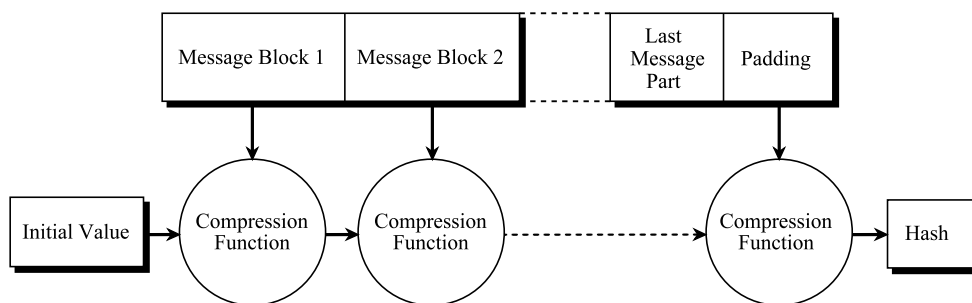 Message Block 1
Message Block 2
Last
Message
Part
Padding
Initial Value
Compression
Function
Compression
Function
Compression
Function
Hash